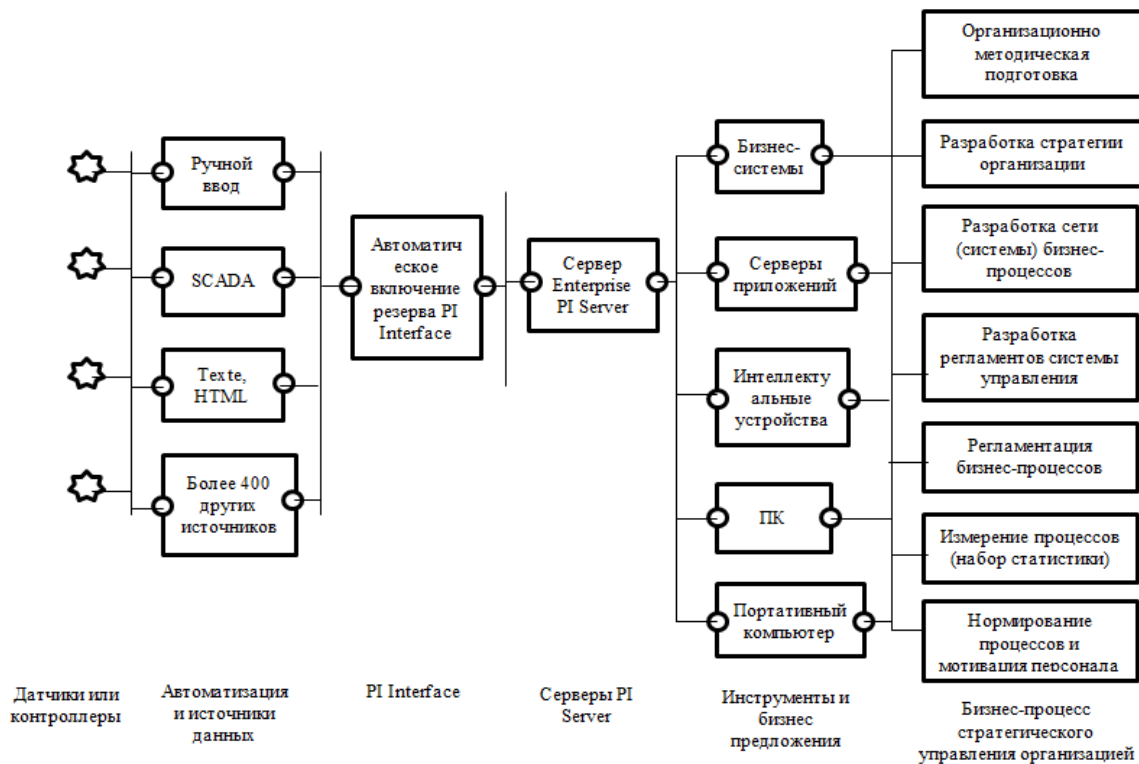 Ручной
ввод
SCADA
Texte,
HTML
Более 400
других
источников
Автоматич
еское
включение
резерва PI
Interface
Сервер
Enterprise
PI Server
Бизнес-
системы
Серверы
приложений
Интеллекту
альные
устройства
ПК
Портативный
компьютер
Организационно
методическая
подготовка
Разработка стратегии
организации
Разработка сети
(системы) бизнес-
процессов
Разработка
регламентов системы
управления
Регламентация
бизнес-процессов
Измерение процессов
(набор статистики)
Нормирование
процессов и
мотивация персонала
Датчики или
контроллеры
Автоматизация
и источники
данных
PI Interface
Серверы PI
Server
Инструменты и
бизнес
предложения
Бизнес-процесс
стратегического
управления организацией